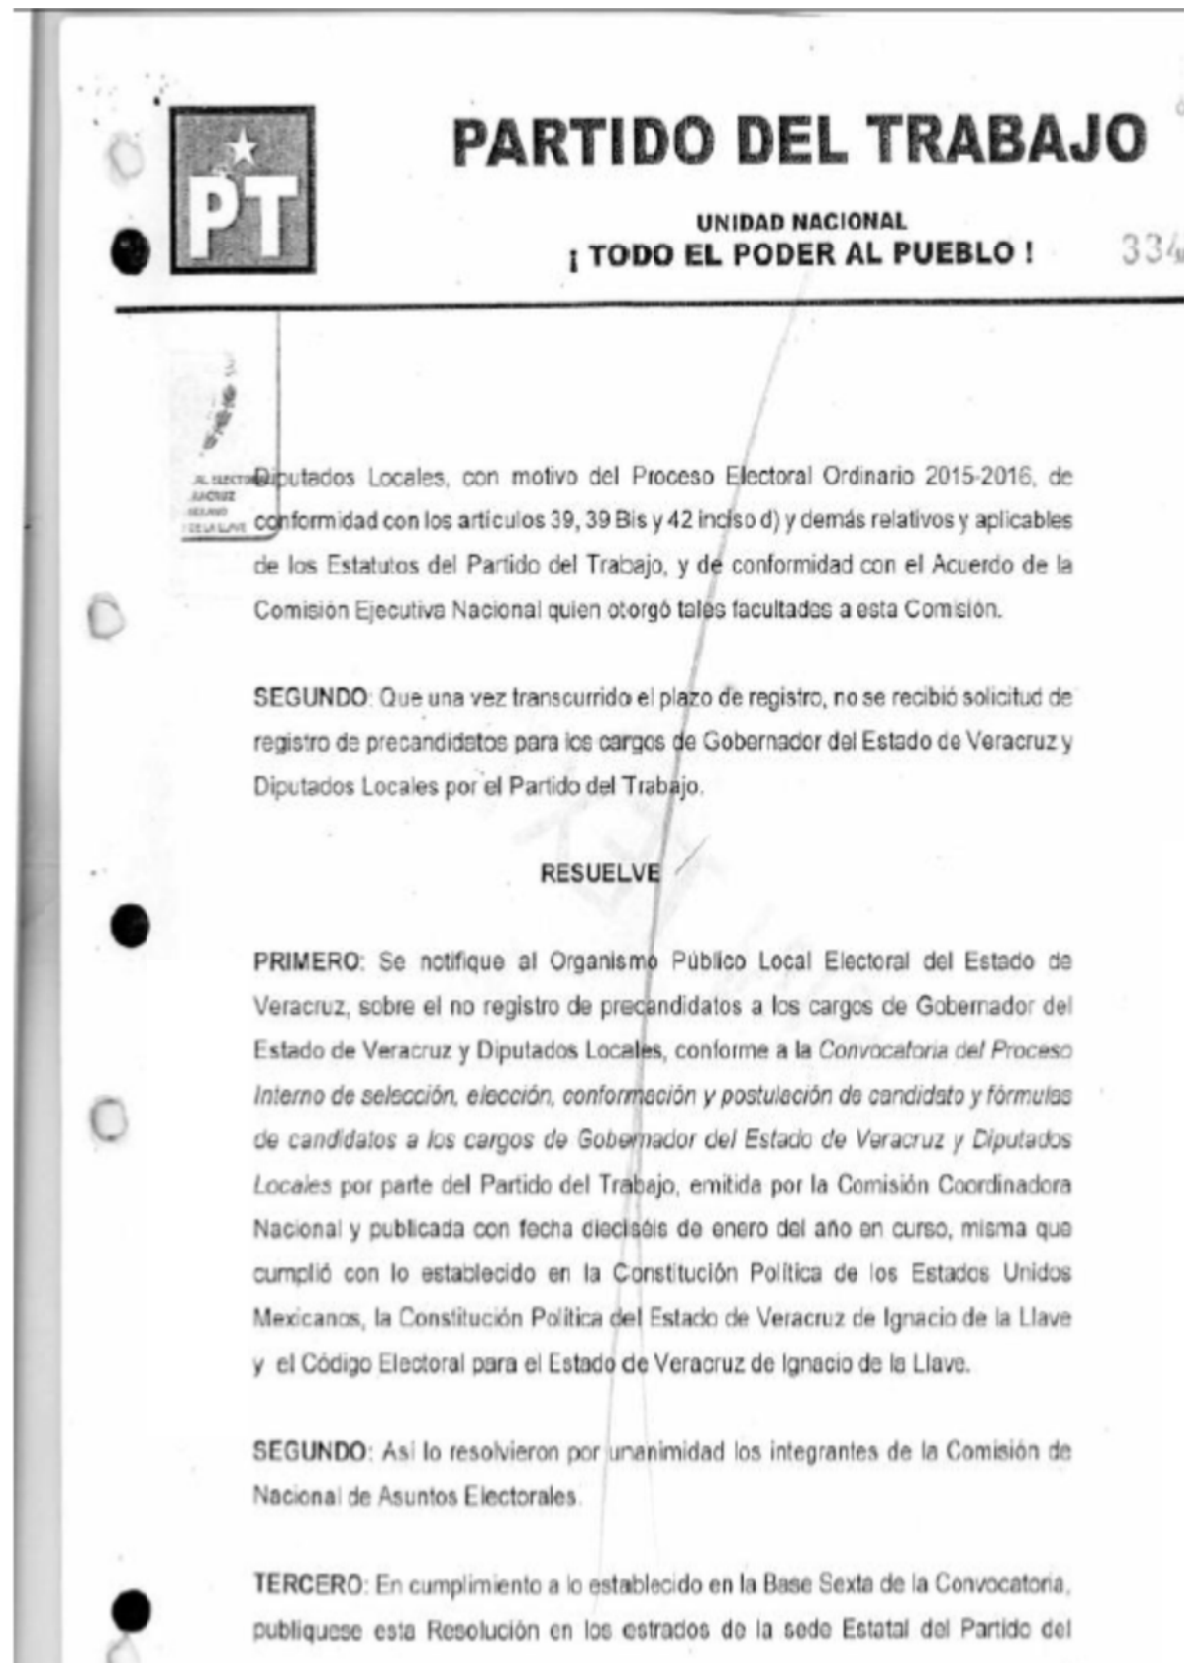 PT
PARTIDO DEL TRABAJO
UNIDAD NACIONAL
¡ TODO EL PODER AL PUEBLO !
334
Diputados Locales, con motivo del Proceso Electoral Ordinario 2015-2016, de
conformidad con los artículos 39, 39 Bis y 42 inciso d) y demás relativos y aplicables
de los Estatutos del Partido del Trabajo, y de conformidad con el Acuerdo de la
Comisión Ejecutiva Nacional quien otorgó tales facultades a esta Comisión.
SEGUNDO: Que una vez transcurrido el plazo de registro, no se recibió solicitud de
registro de precandidatos para los cargos de Gobernador del Estado de Veracruz y
Diputados Locales por el Partido del Trabajo.
RESUELVE
PRIMERO: Se notifique al Organismo Público Local Electoral del Estado de
Veracruz, sobre el no registro de precandidatos a los cargos de Gobernador del
Estado de Veracruz y Diputados Locales, conforme a la Convocatoria del Proceso
Interno de selección, elección, conformación y postulación de candidato y fórmulas
de candidatos a los cargos de Gobernador del Estado de Veracruz y Diputados
Locales por parte del Partido del Trabajo, emitida por la Comisión Coordinadora
Nacional y publicada con fecha dieciséis de enero del año en curso, misma que
cumplió con lo establecido en la Constitución Política de los Estados Unidos
Mexicanos, la Constitución Política del Estado de Veracruz de Ignacio de la Llave
y el Código Electoral para el Estado de Veracruz de Ignacio de la Llave.
SEGUNDO: Así lo resolvieron por unanimidad los integrantes de la Comisión de
Nacional de Asuntos Electorales.
TERCERO: En cumplimiento a lo establecido en la Base Sexta de la Convocatoria,
publiquese esta Resolución en los estrados de la sede Estatal del Partido del